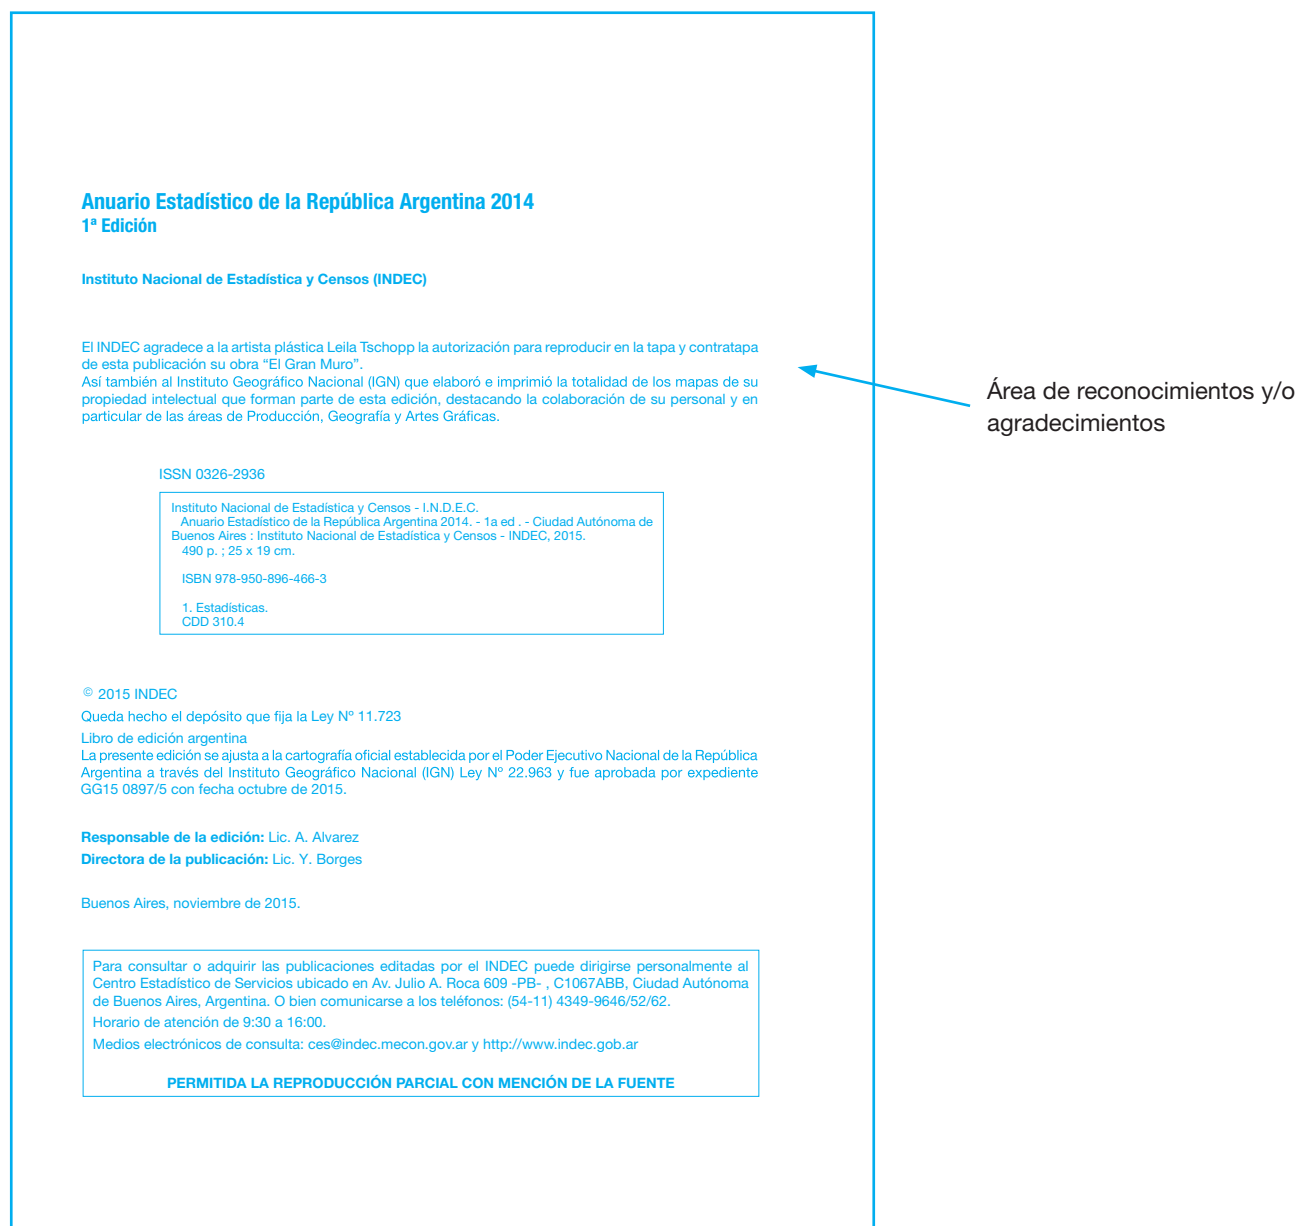 Anuario Estadístico de la República Argentina 2014
1ª Edición
Instituto Nacional de Estadística y Censos (INDEC)
El INDEC agradece a la artista plástica Leila Tschopp la autorización para reproducir en la tapa y contratapa
de esta publicación su obra “El Gran Muro”.
Así también al Instituto Geográfico Nacional (IGN) que elaboró e imprimió la totalidad de los mapas de su
propiedad intelectual que forman parte de esta edición, destacando la colaboración de su personal y en
particular de las áreas de Producción, Geografía y Artes Gráficas.
Área de reconocimientos y/o
agradecimientos
ISSN 0326-2936
Instituto Nacional de Estadística y Censos - I.N.D.E.C.
Anuario Estadístico de la República Argentina 2014. - 1a ed . - Ciudad Autónoma de
Buenos Aires : Instituto Nacional de Estadística y Censos - INDEC, 2015.
490 p. ; 25 x 19 cm.
ISBN 978-950-896-466-3
1. Estadísticas.
CDD 310.4
© 2015 INDEC
Queda hecho el depósito que fija la Ley Nº 11.723
Libro de edición argentina
La presente edición se ajusta a la cartografía oficial establecida por el Poder Ejecutivo Nacional de la República
Argentina a través del Instituto Geográfico Nacional (IGN) Ley Nº 22.963 y fue aprobada por expediente
GG15 0897/5 con fecha octubre de 2015.
Responsable de la edición: Lic. A. Alvarez
Directora de la publicación: Lic. Y. Borges
Buenos Aires, noviembre de 2015.
Para consultar o adquirir las publicaciones editadas por el INDEC puede dirigirse personalmente al
Centro Estadístico de Servicios ubicado en Av. Julio A. Roca 609 -PB- , C1067ABB, Ciudad Autónoma
de Buenos Aires, Argentina. O bien comunicarse a los teléfonos: (54-11) 4349-9646/52/62.
Horario de atención de 9:30 a 16:00.
Medios electrónicos de consulta: ces@indec.mecon.gov.ar y http://www.indec.gob.ar
PERMITIDA LA REPRODUCCIÓN PARCIAL CON MENCIÓN DE LA FUENTE